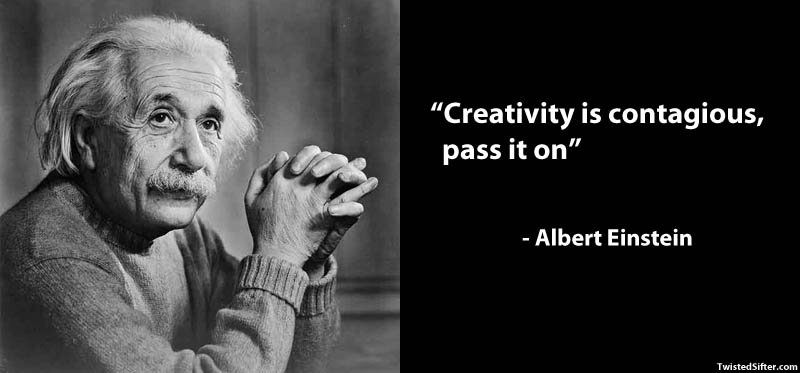 “Creativity is contagious,
pass it on”
- Albert Einstein
TwistedSifter.com